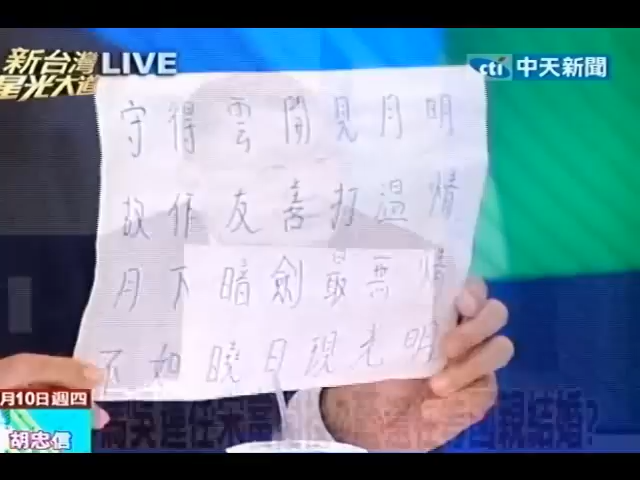 新台灣
星光大道
LIVE
cti 中天新聞
守得雲開見月明
故作友善打溫情
月下暗劍最無情
不如曉日現光明
月10日週四
胡忠信
結婚?